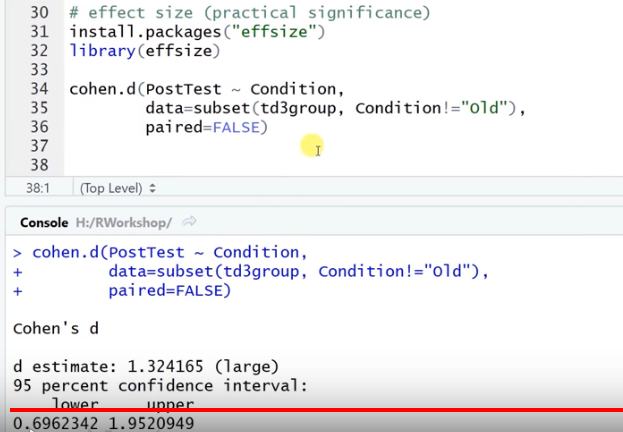 30 # effect size (practical significance)
31 install.packages("effsize")
32 library(effsize)
33
34 cohen.d(PostTest ~ Condition,
35         data=subset(td3group, Condition!="Old"),
36         paired=FALSE)
37
38
38:1 (Top Level)
Console H:/RWorkshop/
> cohen.d(PostTest ~ Condition,
+         data=subset(td3group, Condition!="Old"),
+         paired=FALSE)
Cohen's d
d estimate: 1.324165 (large)
95 percent confidence interval:
    lower     upper
0.6962342 1.9520949